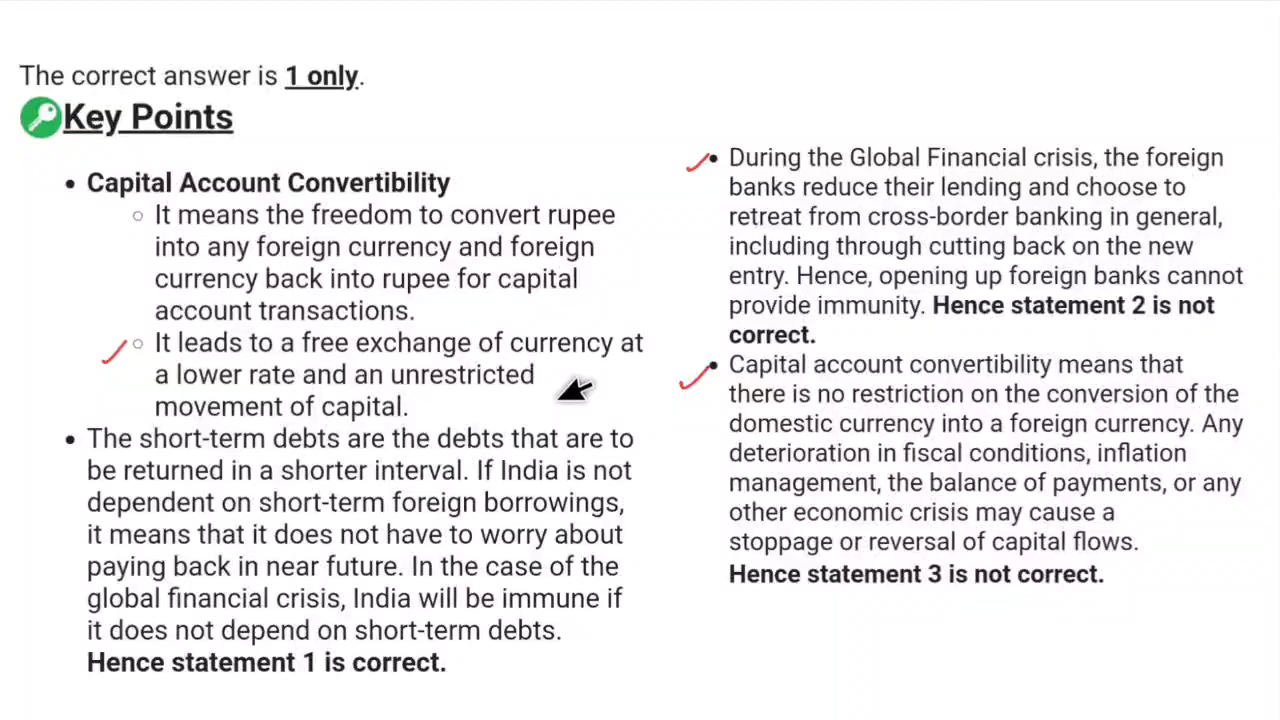 The correct answer is 1 only.
Key Points
• Capital Account Convertibility
○ It means the freedom to convert rupee
into any foreign currency and foreign
currency back into rupee for capital
account transactions.
○ It leads to a free exchange of currency at
a lower rate and an unrestricted
movement of capital.
• The short-term debts are the debts that are to
be returned in a shorter interval. If India is not
dependent on short-term foreign borrowings,
it means that it does not have to worry about
paying back in near future. In the case of the
global financial crisis, India will be immune if
it does not depend on short-term debts.
Hence statement 1 is correct.
• During the Global Financial crisis, the foreign
banks reduce their lending and choose to
retreat from cross-border banking in general,
including through cutting back on the new
entry. Hence, opening up foreign banks cannot
provide immunity. Hence statement 2 is not
correct.
• Capital account convertibility means that
there is no restriction on the conversion of the
domestic currency into a foreign currency. Any
deterioration in fiscal conditions, inflation
management, the balance of payments, or any
other economic crisis may cause a
stoppage or reversal of capital flows.
Hence statement 3 is not correct.